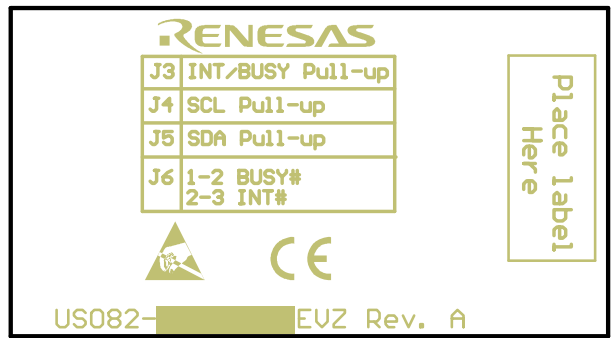 RENESAS
J3 INT/BUSY Pull-up
J4 SCL Pull-up
J5 SDA Pull-up
J6 1-2 BUSY#
2-3 INT#
Place label
Here
CE
US082- EVZ Rev. A